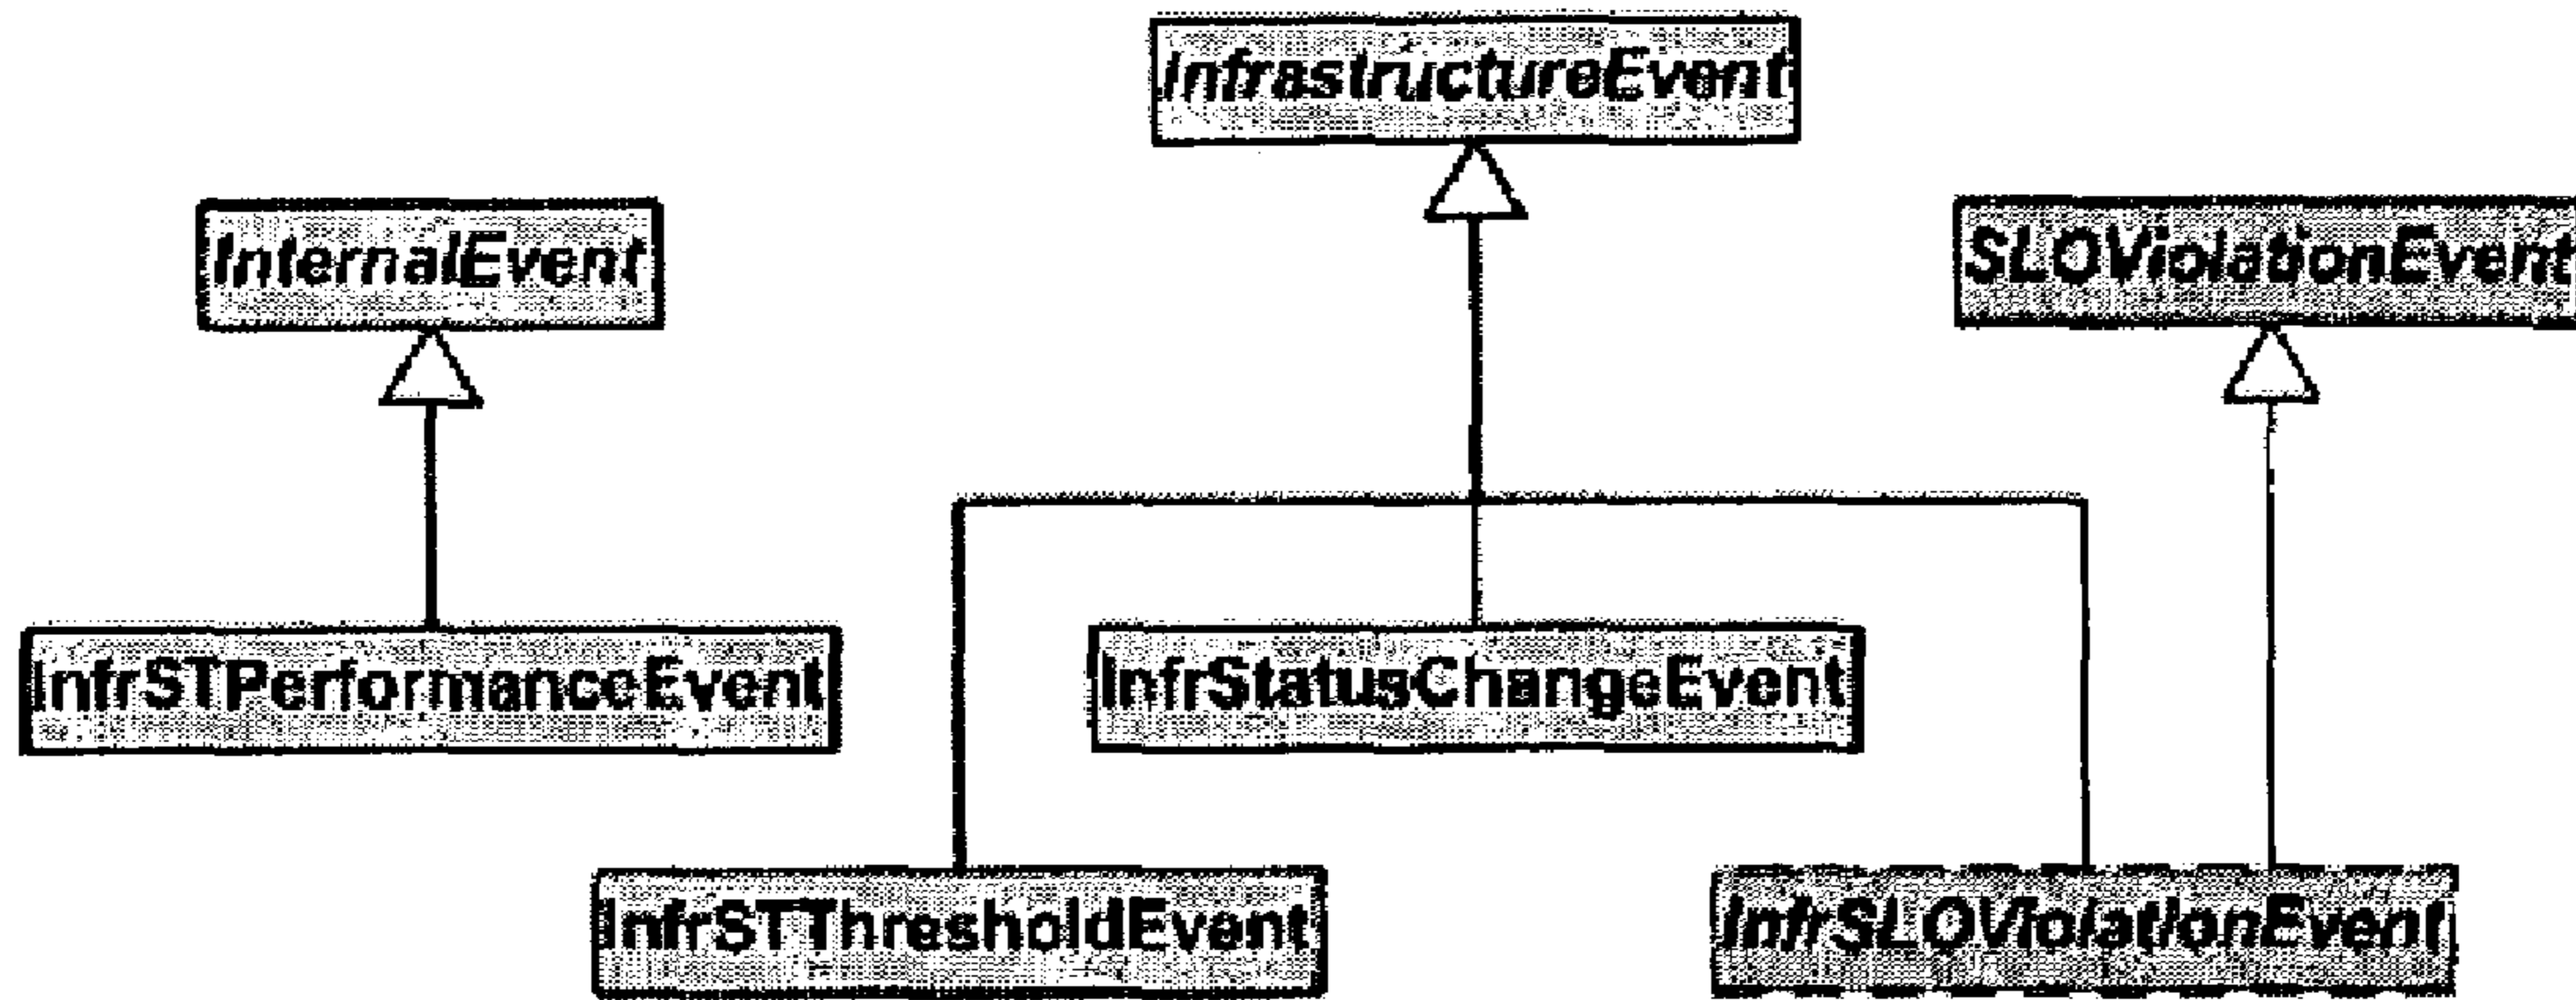 InfrastructureEvent
InternalEvent
SLOViolationEvent
InfrSTPerformanceEvent
InfrStatusChangeEvent
InfrSTThresholdEvent
InfrSLOViolationEvent